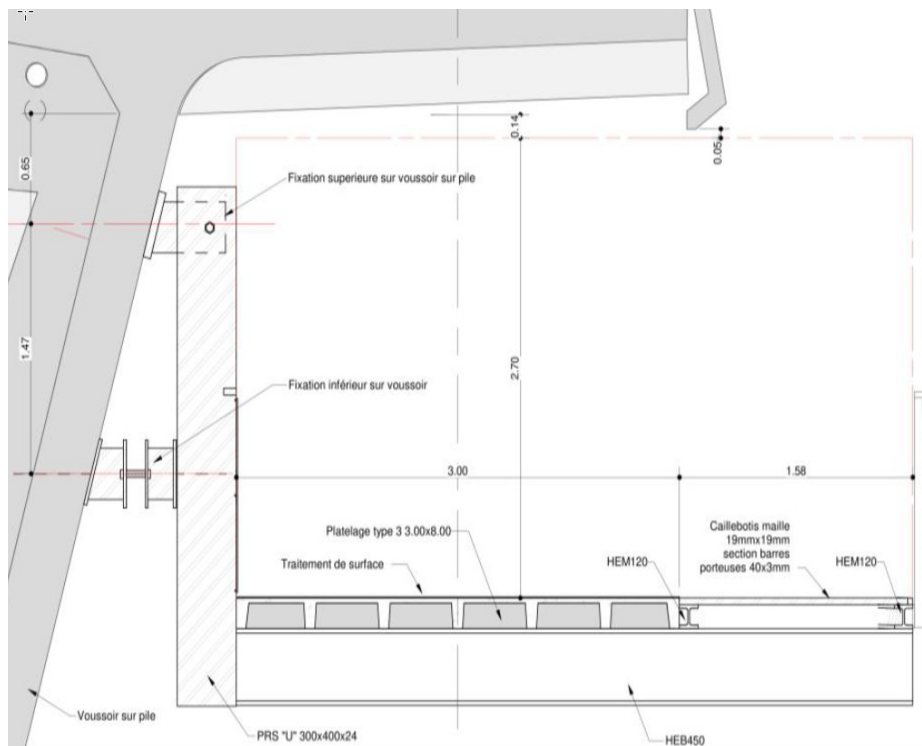 0.14
0.05
0.65
Fixation superieure sur voussoir sur pile
1.47
2.70
Fixation inférieur sur voussoir
3.00
1.58
Platelage type 3 3.00x8.00
Caillebotis maille
19mmx19mm
section barres
porteuses 40x3mm
HEM120
HEM120
Traitement de surface
Voussoir sur pile
PRS "U" 300x400x24
HEB450